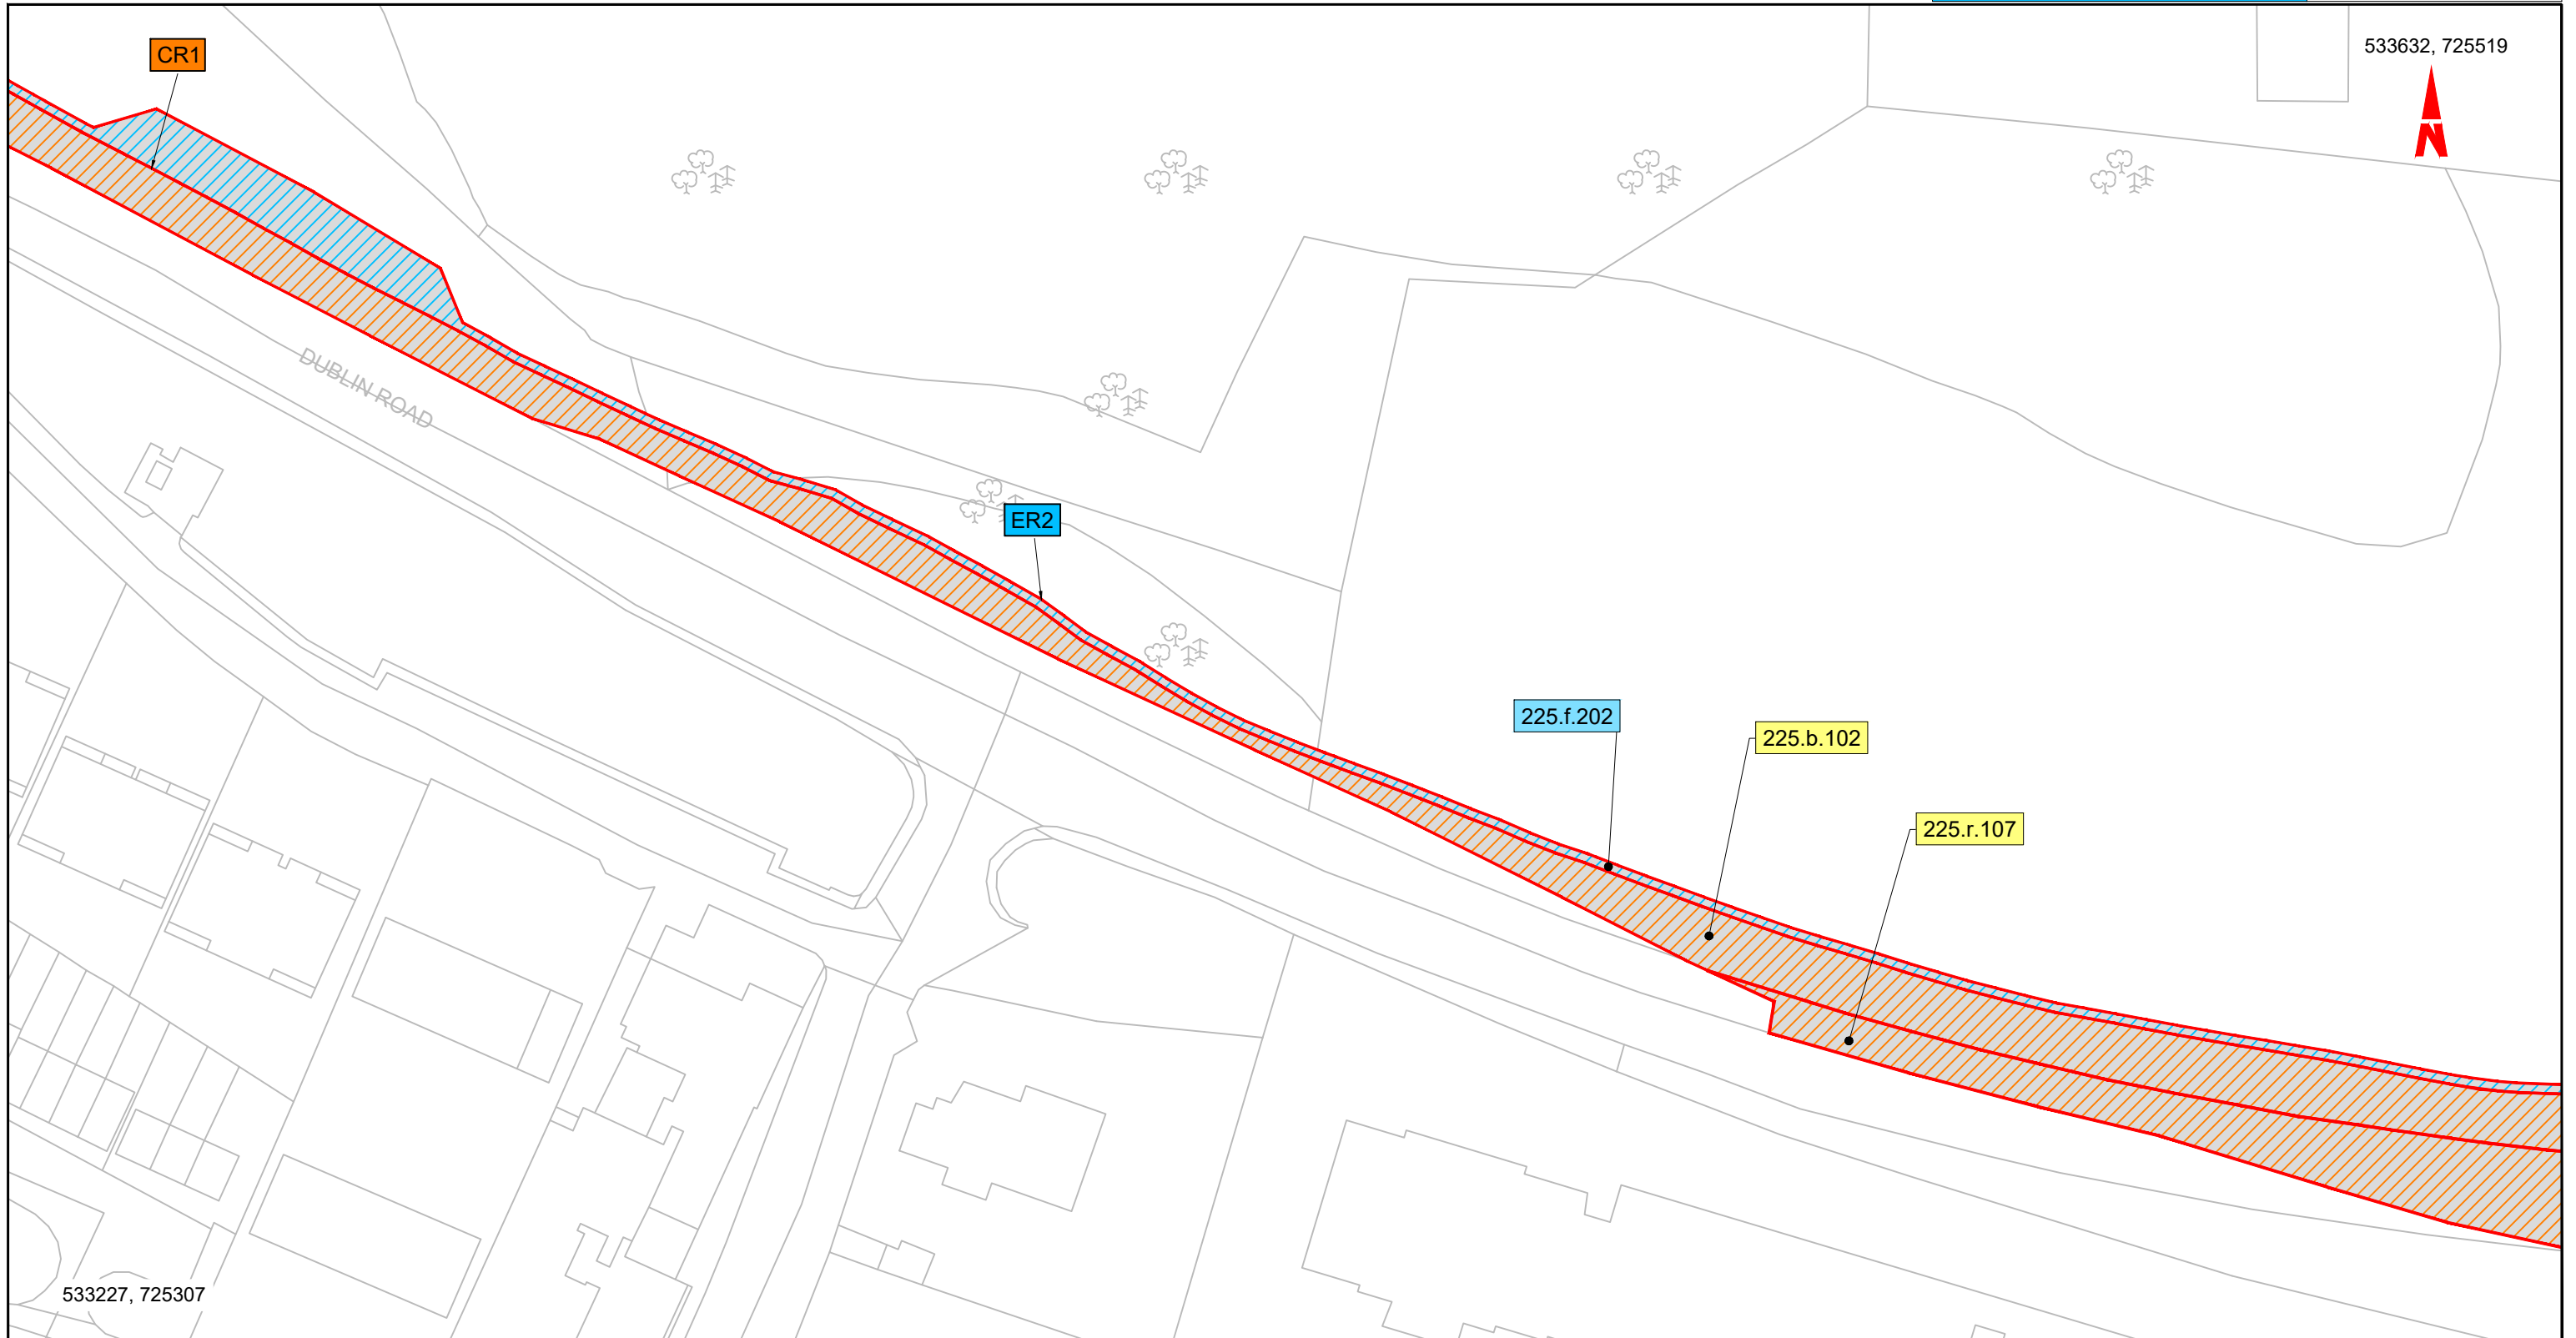 CR1
533632, 725519
N
DUBLIN ROAD
ER2
225.f.202
225.b.102
225.r.107
533227, 725307